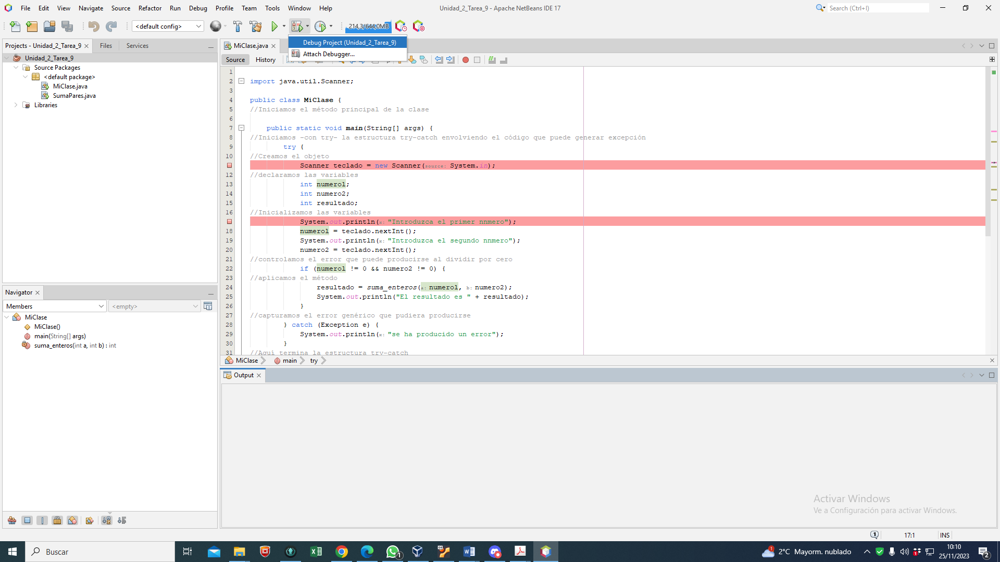 File Edit View Navigate Source Refactor Run Debug Profile Team Tools Window Help
Unidad_2_Tarea_9 - Apache NetBeans IDE 17
Search (Ctrl+I)
<default config>
214,3/644,0MB
Projects - Unidad_2_Tarea_9 Files Services
Unidad_2_Tarea_9
Source Packages
<default package>
MiClase.java
SumaPares.java
Libraries
MiClase.java
Debug Project (Unidad_2_Tarea_9)
Attach Debugger...
Source History
1
2 import java.util.Scanner;
3
4 public class MiClase {
5 //Iniciamos el método principal de la clase
6
7 public static void main(String[] args) {
8 //Iniciamos -con try- la estructura try-catch envolviendo el código que puede generar excepción
9 try {
10 //Creamos el objeto
Scanner teclado = new Scanner(source: System.in);
12 //declaramos las variables
13 int numero1;
14 int numero2;
15 int resultado;
16 //Inicializamos las variables
System.out.println(x: "Introduzca el primer nnmero");
18 numero1 = teclado.nextInt();
19 System.out.println(x: "Introduzca el segundo nnmero");
20 numero2 = teclado.nextInt();
21 //controlamos el error que puede producirse al dividir por cero
22 if (numero1 != 0 && numero2 != 0) {
23 //aplicamos el método
24 resultado = suma_enteros(a: numero1, b: numero2);
25 System.out.println("El resultado es " + resultado);
26 }
27 //capturamos el error genérico que pudiera producirse
28 } catch (Exception e) {
29 System.out.println(x: "se ha producido un error");
30 }
31 //Aquí termina la estructura try-catch
MiClase main try
Navigator
Members <empty>
MiClase
MiClase()
main(String[] args)
suma_enteros(int a, int b) : int
Output
Activar Windows
Ve a Configuración para activar Windows.
1 17:1 INS
Buscar
1
1 2°C Mayorm. nublado
10:10
25/11/2023
2